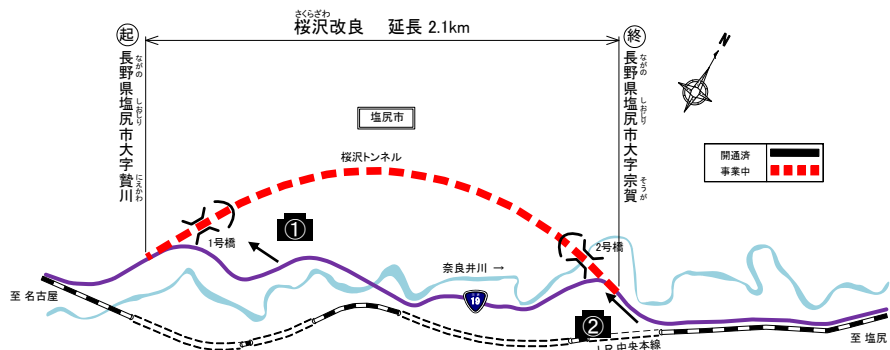 さくらざわ
桜沢改良 延長 2.1km
起
長野県塩尻市大字贄川
ながの しおじり にえかわ
終
長野県塩尻市大字宗賀
ながの しおじり そうが
N
塩尻市
開通済
事業中
桜沢トンネル
1号橋
①
2号橋
奈良井川 →
19
②
至 名古屋
至 塩尻
JR中央本線